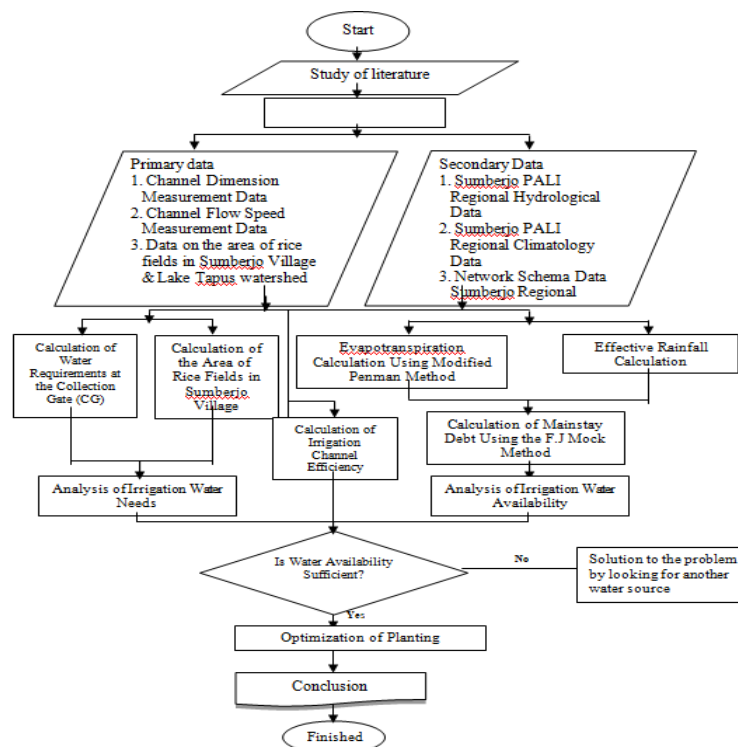 Start
Study of literature
Primary data
1. Channel Dimension
Measurement Data
2. Channel Flow Speed
Measurement Data
3. Data on the area of rice
fields in Sumberjo Village
& Lake Tapus watershed
Secondary Data
1. Sumberjo PALI
Regional Hydrological
Data
2. Sumberjo PALI
Regional Climatology
Data
3. Network Schema Data
Sumberjo Regional
Calculation of
Water
Requirements at
the Collection
Gate (CG)
Calculation of
the Area of
Rice Fields in
Sumberjo
Village
Evapotranspiration
Calculation Using Modified
Penman Method
Effective Rainfall
Calculation
Calculation of
Irrigation
Channel
Efficiency
Calculation of Mainstay
Debt Using the F.J Mock
Method
Analysis of Irrigation Water
Needs
Analysis of Irrigation Water
Availability
Is Water Availability
Sufficient?
No
Solution to the problem
by looking for another
water source
Yes
Optimization of Planting
Conclusion
Finished